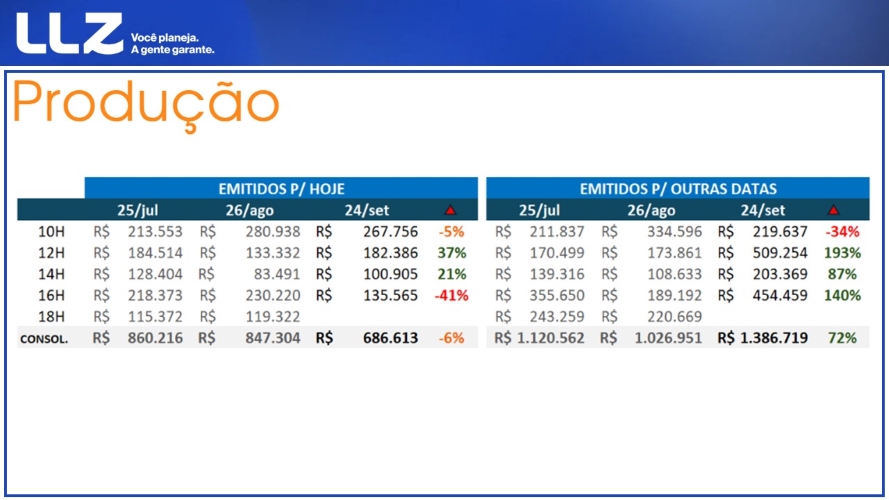 LLZ Você planeja.
A gente garante.
Produção
EMITIDOS P/ HOJE EMITIDOS P/ OUTRAS DATAS
25/jul 26/ago 24/set ▲ 25/jul 26/ago 24/set ▲
10H R$ 213.553 R$ 280.938 R$ 267.756 -5% R$ 211.837 R$ 334.596 R$ 219.637 -34%
12H R$ 184.514 R$ 133.332 R$ 182.386 37% R$ 170.499 R$ 173.861 R$ 509.254 193%
14H R$ 128.404 R$ 83.491 R$ 100.905 21% R$ 139.316 R$ 108.633 R$ 203.369 87%
16H R$ 218.373 R$ 230.220 R$ 135.565 -41% R$ 355.650 R$ 189.192 R$ 454.459 140%
18H R$ 115.372 R$ 119.322 R$ 243.259 R$ 220.669
CONSOL. R$ 860.216 R$ 847.304 R$ 686.613 -6% R$ 1.120.562 R$ 1.026.951 R$ 1.386.719 72%